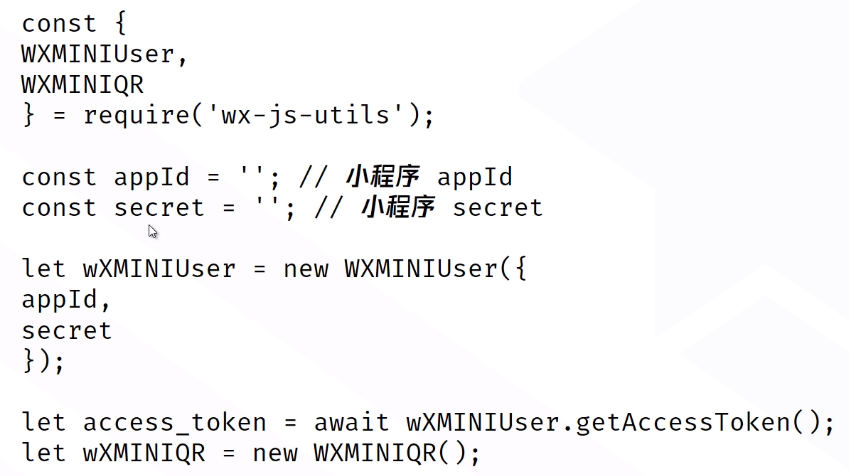 const {
WXMINIUser,
WXMINIQR
} = require('wx-js-utils');
const appId = ''; // 小程序 appId
const secret = ''; // 小程序 secret
let wXMINIUser = new WXMINIUser({
appId,
secret
});
let access_token = await wXMINIUser.getAccessToken();
let wXMINIQR = new WXMINIQR();